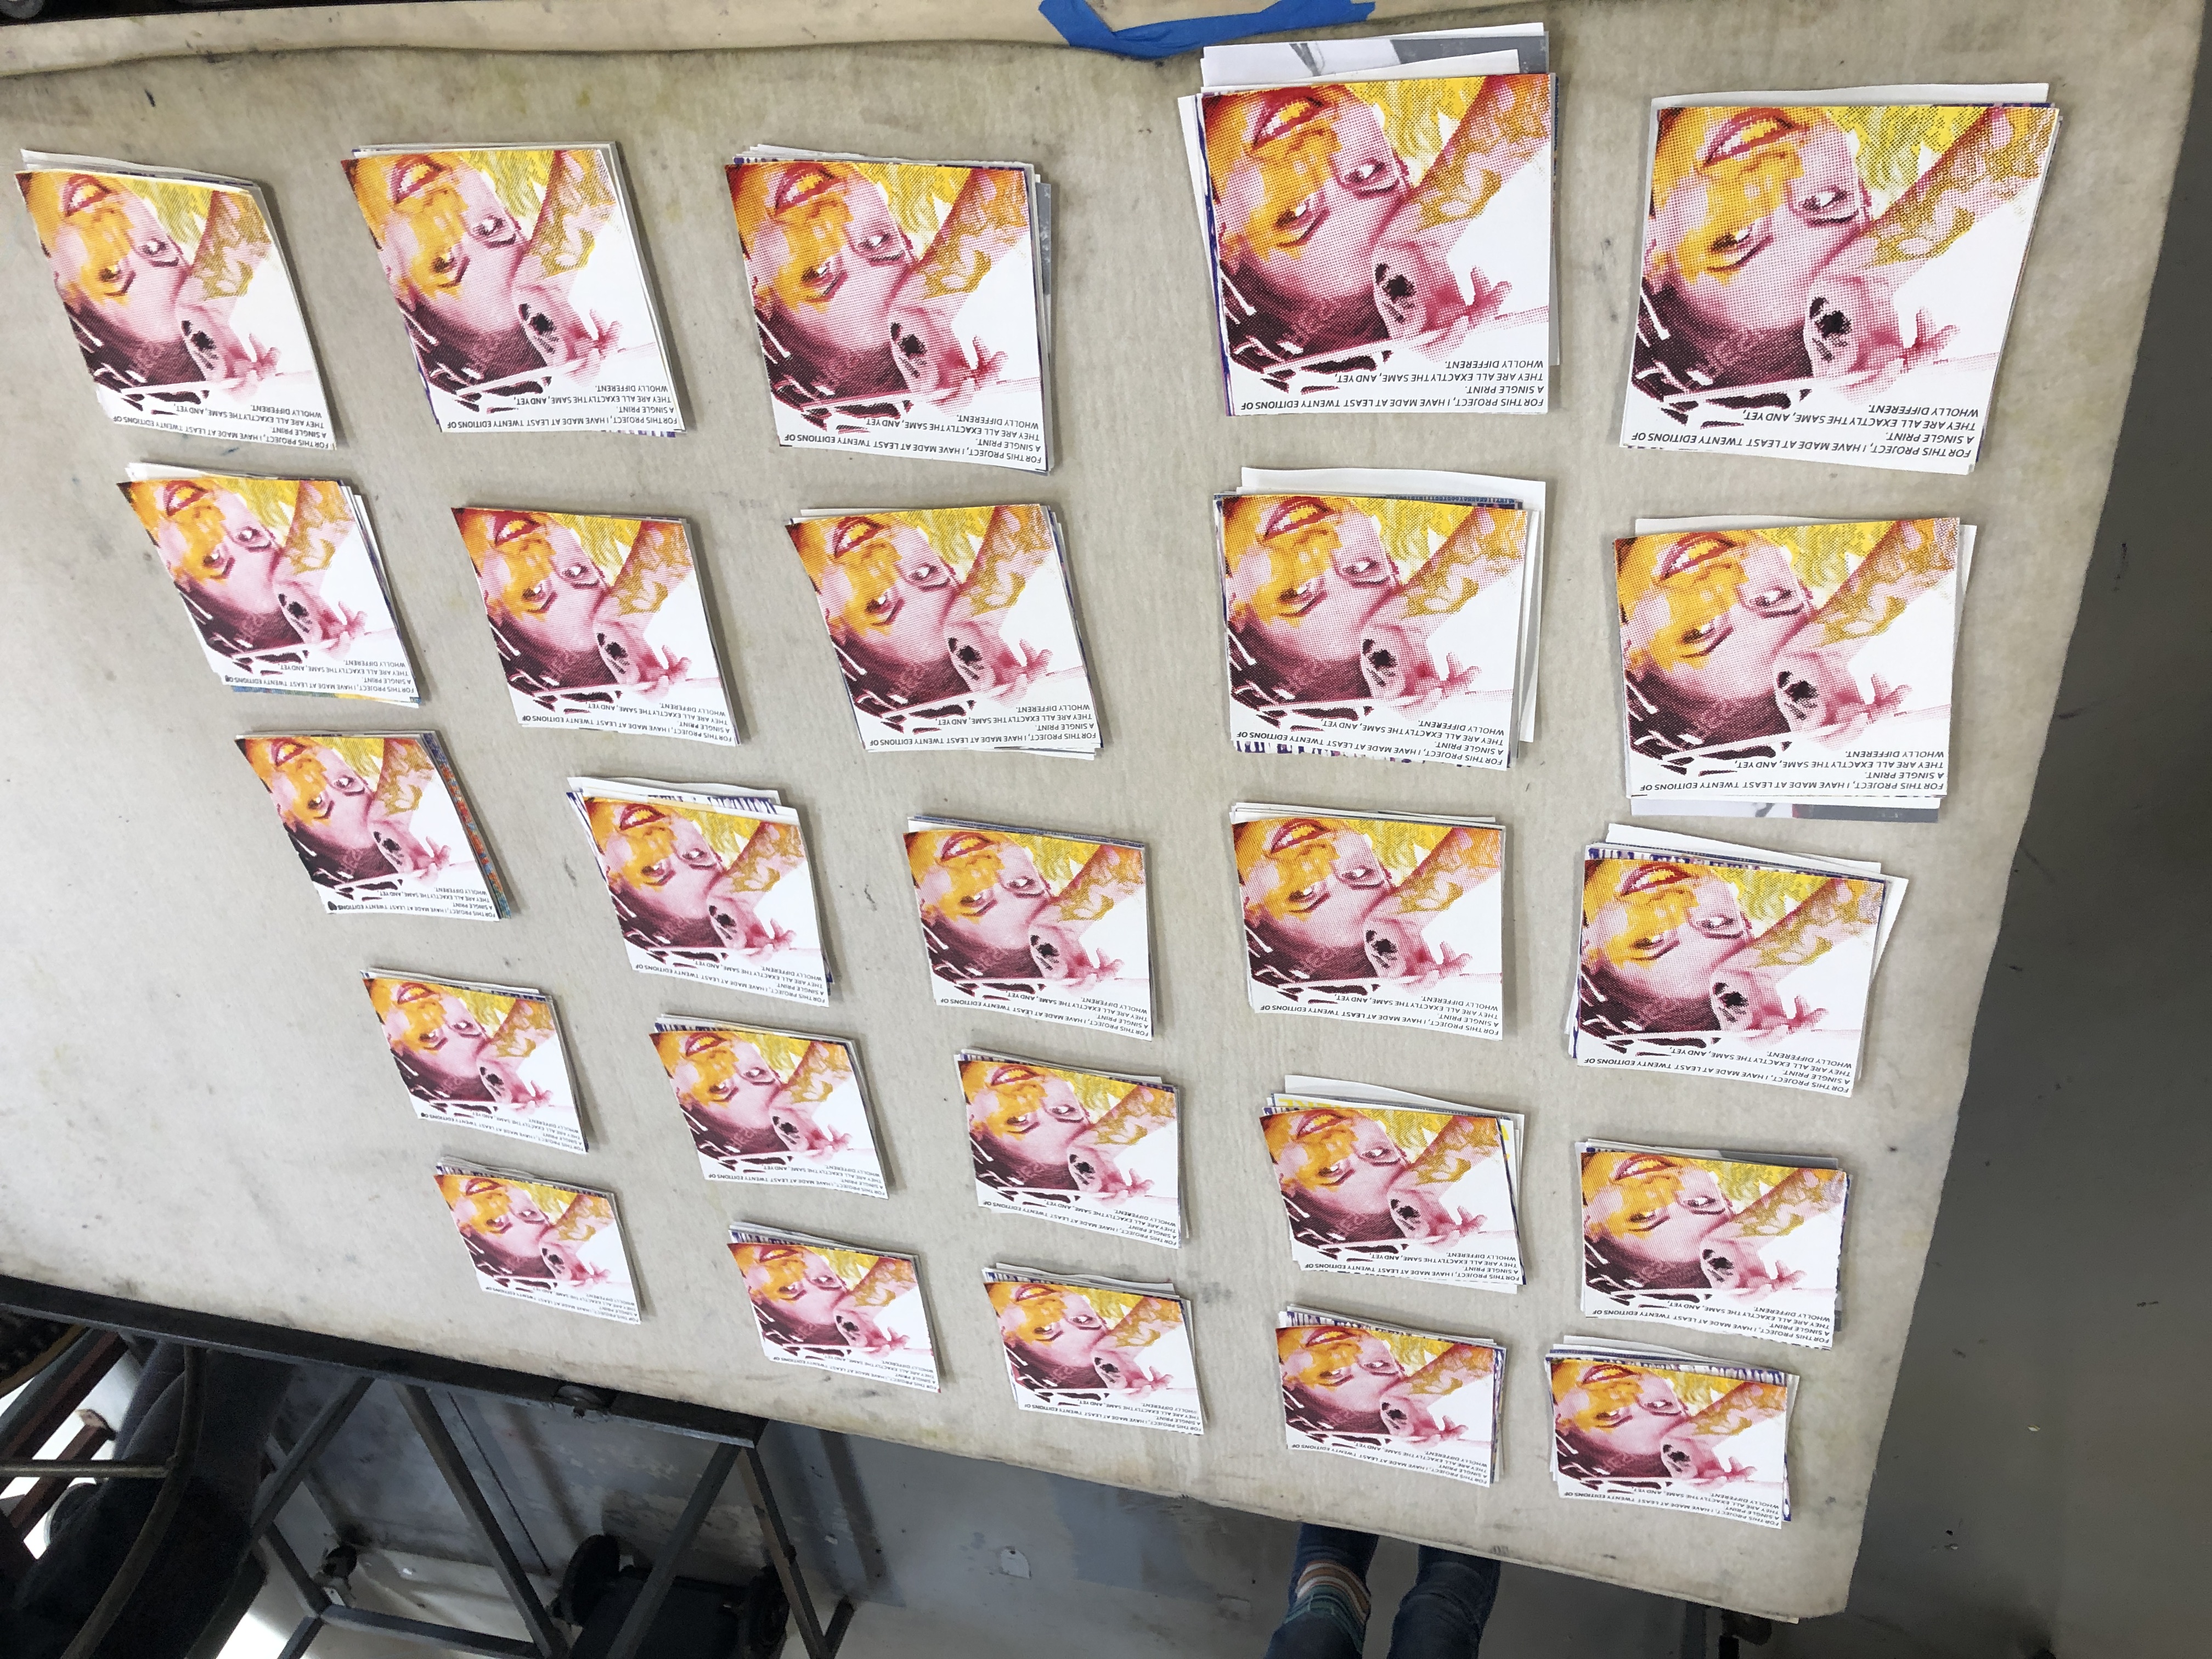 FOR THIS PROJECT, I HAVE MADE AT LEAST TWENTY EDITIONS OF
A SINGLE PRINT.
THEY ARE ALL EXACTLY THE SAME, AND YET,
WHOLLY DIFFERENT.